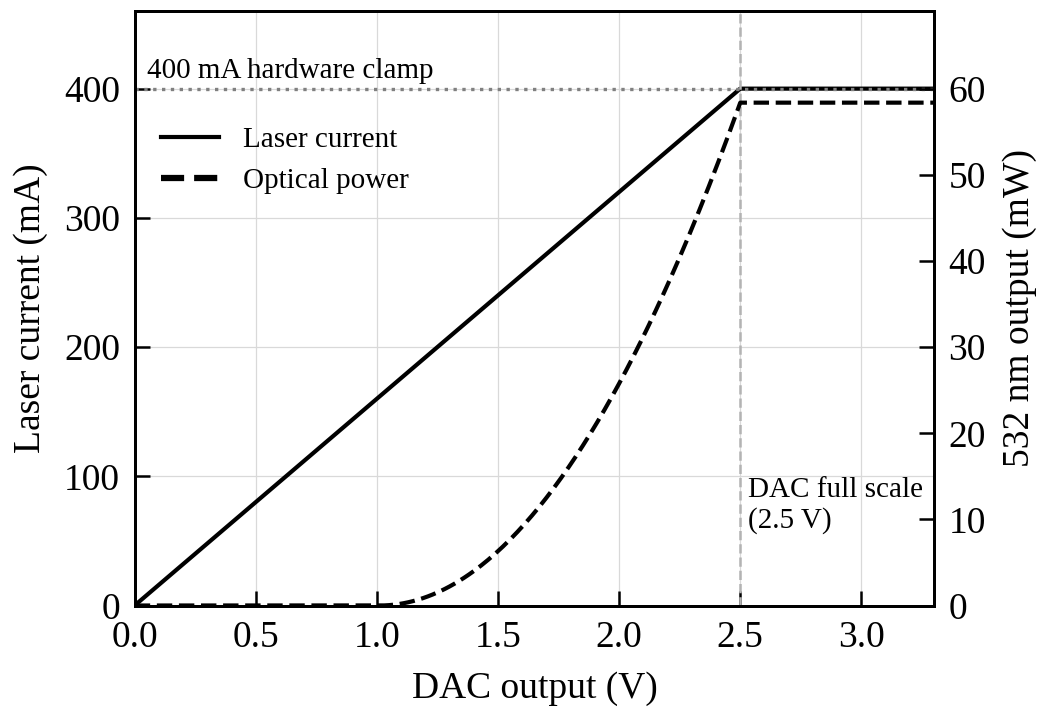 400 mA hardware clamp
Laser current
Optical power
DAC full scale
(2.5 V)
Laser current (mA)
400
300
200
100
0
532 nm output (mW)
60
50
40
30
20
10
0
0.0 0.5 1.0 1.5 2.0 2.5 3.0
DAC output (V)